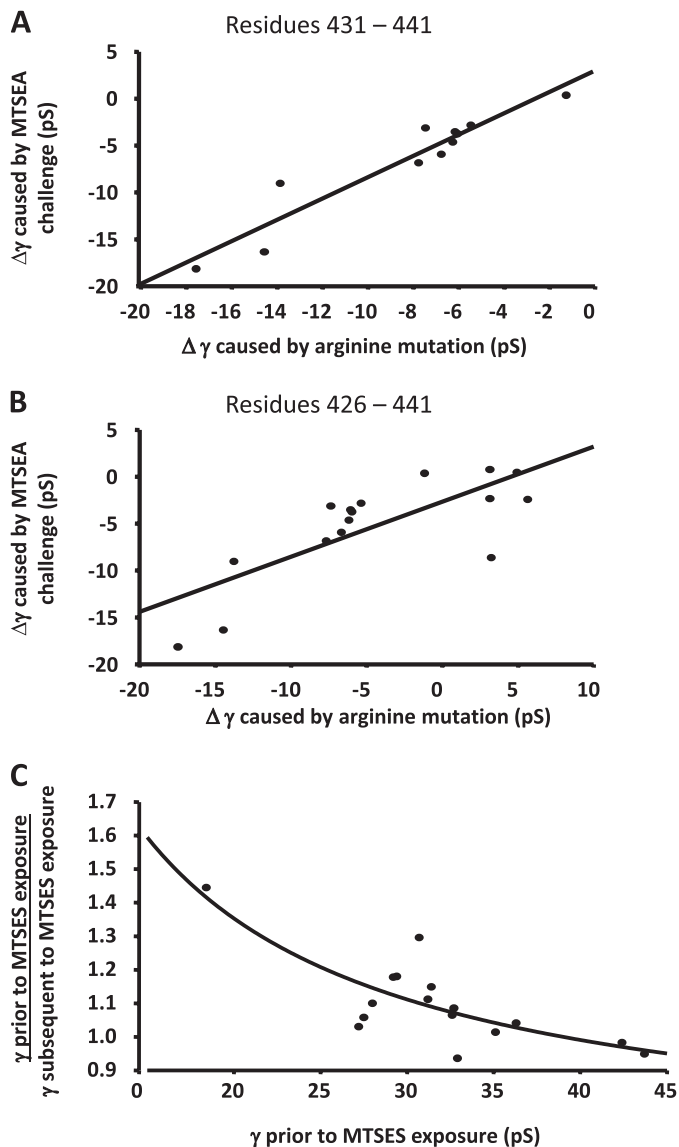 A
Residues 431 – 441
Δγ caused by MTSEA
challenge (pS)
5
0
-5
-10
-15
-20
-20 -18 -16 -14 -12 -10 -8 -6 -4 -2 0
Δ γ caused by arginine mutation (pS)
B
Residues 426 – 441
Δγ caused by MTSEA
challenge (pS)
5
0
-5
-10
-15
-20
-20 -15 -10 -5 0 5 10
Δ γ caused by arginine mutation (pS)
C
γ prior to MTSES exposure
γ subsequent to MTSES exposure
1.7
1.6
1.5
1.4
1.3
1.2
1.1
1.0
0.9
0 20 25 30 35 40 45
γ prior to MTSES exposure (pS)